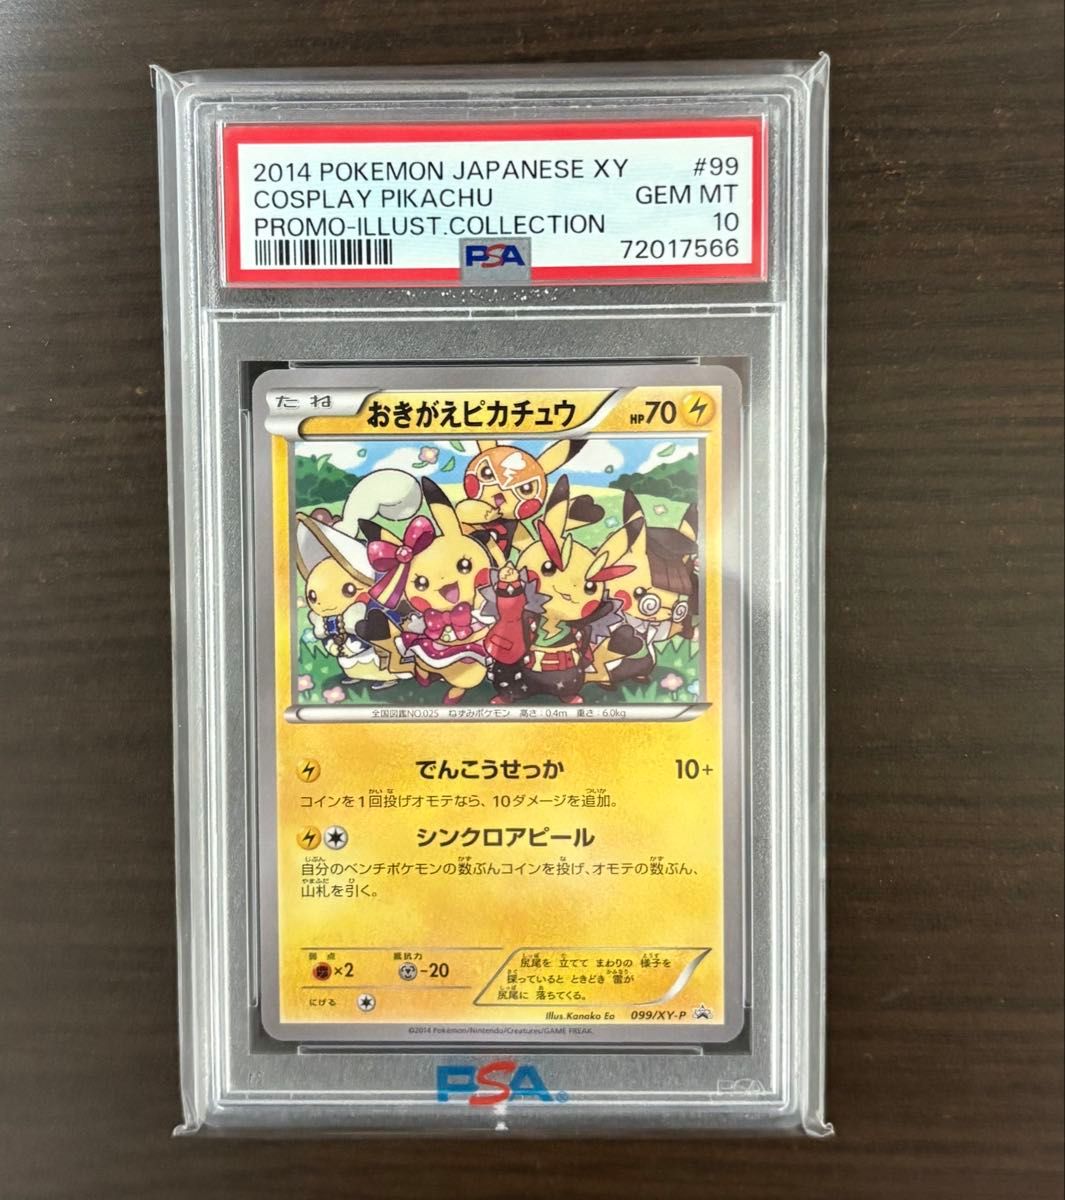 2014 POKEMON JAPANESE XY #99
COSPLAY PIKACHU GEM MT
PROMO-ILLUST.COLLECTION 10
PSA 72017566
たね おきがえピカチュウ HP70
全国図鑑NO.025 ねずみポケモン 高さ:0.4m 重さ:6.0kg
でんこうせっか 10+
コインを1回投げオモテなら、10ダメージを追加。
シンクロアピール
自分のベンチポケモンの数ぶんコインを投げ、オモテの数ぶん、
山札を引く。
弱点 抵抗力
×2 -20
にげる
尻尾を 立てて まわりの 様子を
探っていると ときどき 雷が
尻尾に 落ちてくる。
Illus.Kanako Eo 099/XY-P
©2014 Pokémon/Nintendo/Creatures/GAME FREAK.
PSA®
PSA